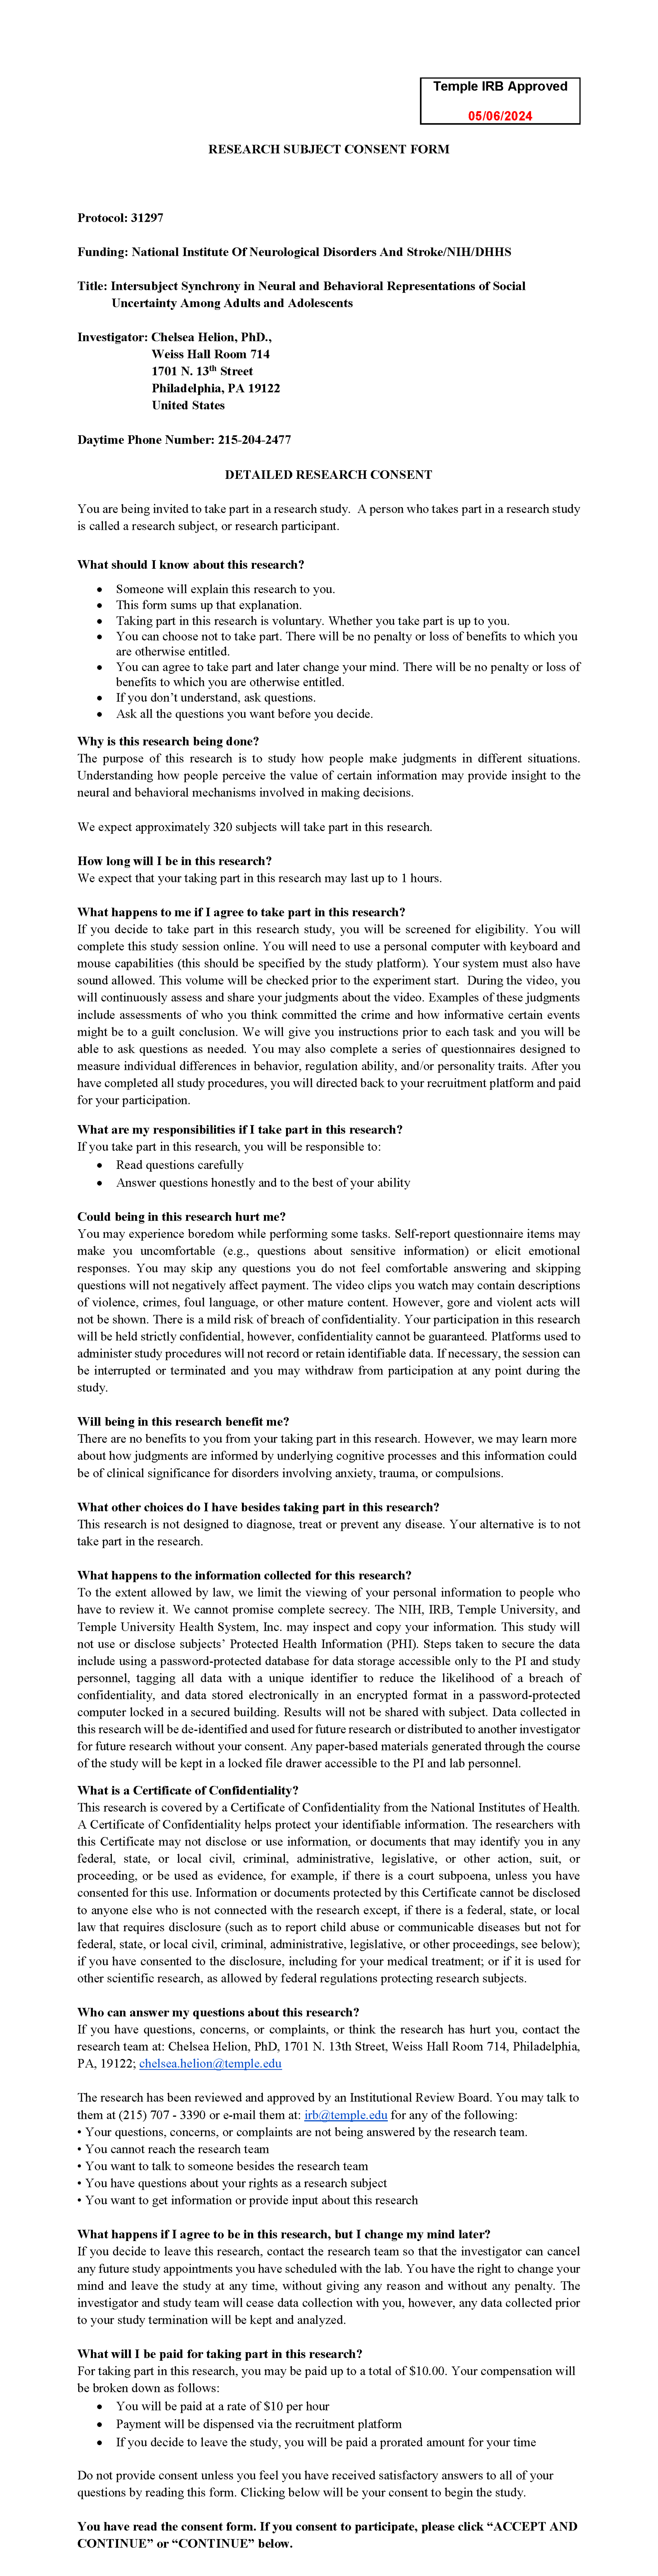 Temple IRB Approved
05/06/2024
RESEARCH SUBJECT CONSENT FORM
Protocol: 31297
Funding: National Institute Of Neurological Disorders And Stroke/NIH/DHHS
Title: Intersubject Synchrony in Neural and Behavioral Representations of Social
Uncertainty Among Adults and Adolescents
Investigator: Chelsea Helion, PhD.,
Weiss Hall Room 714
1701 N. 13th Street
Philadelphia, PA 19122
United States
Daytime Phone Number: 215-204-2477
DETAILED RESEARCH CONSENT
You are being invited to take part in a research study.  A person who takes part in a research study
is called a research subject, or research participant.
What should I know about this research?
• Someone will explain this research to you.
• This form sums up that explanation.
• Taking part in this research is voluntary. Whether you take part is up to you.
• You can choose not to take part. There will be no penalty or loss of benefits to which you
are otherwise entitled.
• You can agree to take part and later change your mind. There will be no penalty or loss of
benefits to which you are otherwise entitled.
• If you don’t understand, ask questions.
• Ask all the questions you want before you decide.
Why is this research being done?
The purpose of this research is to study how people make judgments in different situations.
Understanding how people perceive the value of certain information may provide insight to the
neural and behavioral mechanisms involved in making decisions.
We expect approximately 320 subjects will take part in this research.
How long will I be in this research?
We expect that your taking part in this research may last up to 1 hours.
What happens to me if I agree to take part in this research?
If you decide to take part in this research study, you will be screened for eligibility. You will
complete this study session online. You will need to use a personal computer with keyboard and
mouse capabilities (this should be specified by the study platform). Your system must also have
sound allowed. This volume will be checked prior to the experiment start.  During the video, you
will continuously assess and share your judgments about the video. Examples of these judgments
include assessments of who you think committed the crime and how informative certain events
might be to a guilt conclusion. We will give you instructions prior to each task and you will be
able to ask questions as needed. You may also complete a series of questionnaires designed to
measure individual differences in behavior, regulation ability, and/or personality traits. After you
have completed all study procedures, you will directed back to your recruitment platform and paid
for your participation.
What are my responsibilities if I take part in this research?
If you take part in this research, you will be responsible to:
• Read questions carefully
• Answer questions honestly and to the best of your ability
Could being in this research hurt me?
You may experience boredom while performing some tasks. Self-report questionnaire items may
make you uncomfortable (e.g., questions about sensitive information) or elicit emotional
responses. You may skip any questions you do not feel comfortable answering and skipping
questions will not negatively affect payment. The video clips you watch may contain descriptions
of violence, crimes, foul language, or other mature content. However, gore and violent acts will
not be shown. There is a mild risk of breach of confidentiality. Your participation in this research
will be held strictly confidential, however, confidentiality cannot be guaranteed. Platforms used to
administer study procedures will not record or retain identifiable data. If necessary, the session can
be interrupted or terminated and you may withdraw from participation at any point during the
study.
Will being in this research benefit me?
There are no benefits to you from your taking part in this research. However, we may learn more
about how judgments are informed by underlying cognitive processes and this information could
be of clinical significance for disorders involving anxiety, trauma, or compulsions.
What other choices do I have besides taking part in this research?
This research is not designed to diagnose, treat or prevent any disease. Your alternative is to not
take part in the research.
What happens to the information collected for this research?
To the extent allowed by law, we limit the viewing of your personal information to people who
have to review it. We cannot promise complete secrecy. The NIH, IRB, Temple University, and
Temple University Health System, Inc. may inspect and copy your information. This study will
not use or disclose subjects’ Protected Health Information (PHI). Steps taken to secure the data
include using a password-protected database for data storage accessible only to the PI and study
personnel, tagging all data with a unique identifier to reduce the likelihood of a breach of
confidentiality, and data stored electronically in an encrypted format in a password-protected
computer locked in a secured building. Results will not be shared with subject. Data collected in
this research will be de-identified and used for future research or distributed to another investigator
for future research without your consent. Any paper-based materials generated through the course
of the study will be kept in a locked file drawer accessible to the PI and lab personnel.
What is a Certificate of Confidentiality?
This research is covered by a Certificate of Confidentiality from the National Institutes of Health.
A Certificate of Confidentiality helps protect your identifiable information. The researchers with
this Certificate may not disclose or use information, or documents that may identify you in any
federal, state, or local civil, criminal, administrative, legislative, or other action, suit, or
proceeding, or be used as evidence, for example, if there is a court subpoena, unless you have
consented for this use. Information or documents protected by this Certificate cannot be disclosed
to anyone else who is not connected with the research except, if there is a federal, state, or local
law that requires disclosure (such as to report child abuse or communicable diseases but not for
federal, state, or local civil, criminal, administrative, legislative, or other proceedings, see below);
if you have consented to the disclosure, including for your medical treatment; or if it is used for
other scientific research, as allowed by federal regulations protecting research subjects.
Who can answer my questions about this research?
If you have questions, concerns, or complaints, or think the research has hurt you, contact the
research team at: Chelsea Helion, PhD, 1701 N. 13th Street, Weiss Hall Room 714, Philadelphia,
PA, 19122; chelsea.helion@temple.edu
The research has been reviewed and approved by an Institutional Review Board. You may talk to
them at (215) 707 - 3390 or e-mail them at: irb@temple.edu for any of the following:
• Your questions, concerns, or complaints are not being answered by the research team.
• You cannot reach the research team
• You want to talk to someone besides the research team
• You have questions about your rights as a research subject
• You want to get information or provide input about this research
What happens if I agree to be in this research, but I change my mind later?
If you decide to leave this research, contact the research team so that the investigator can cancel
any future study appointments you have scheduled with the lab. You have the right to change your
mind and leave the study at any time, without giving any reason and without any penalty. The
investigator and study team will cease data collection with you, however, any data collected prior
to your study termination will be kept and analyzed.
What will I be paid for taking part in this research?
For taking part in this research, you may be paid up to a total of $10.00. Your compensation will
be broken down as follows:
• You will be paid at a rate of $10 per hour
• Payment will be dispensed via the recruitment platform
• If you decide to leave the study, you will be paid a prorated amount for your time
Do not provide consent unless you feel you have received satisfactory answers to all of your
questions by reading this form. Clicking below will be your consent to begin the study.
You have read the consent form. If you consent to participate, please click “ACCEPT AND
CONTINUE” or “CONTINUE” below.